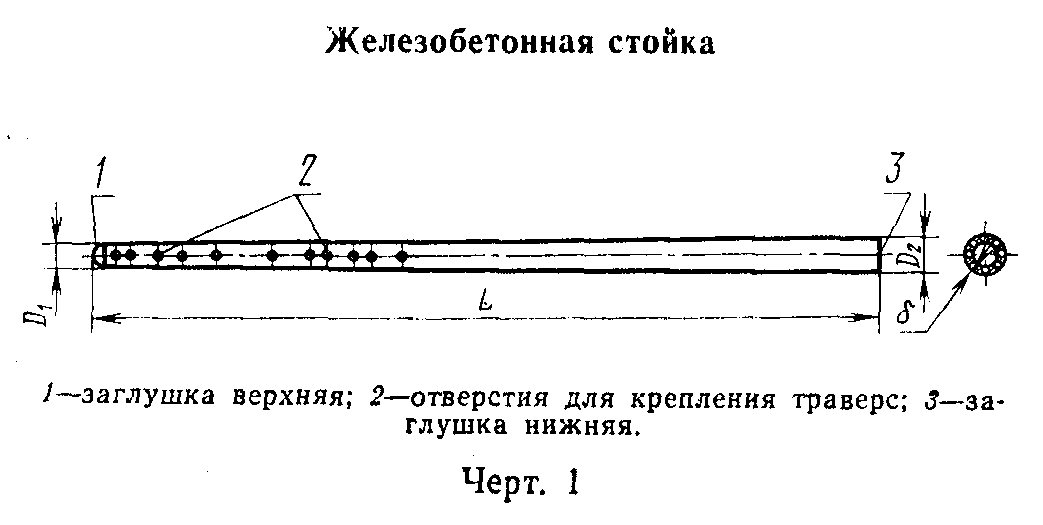 Железобетонная стойка
1 2 3
D₁ L D₂ δ
1—заглушка верхняя; 2—отверстия для крепления траверс; 3—за-
глушка нижняя.
Черт. 1